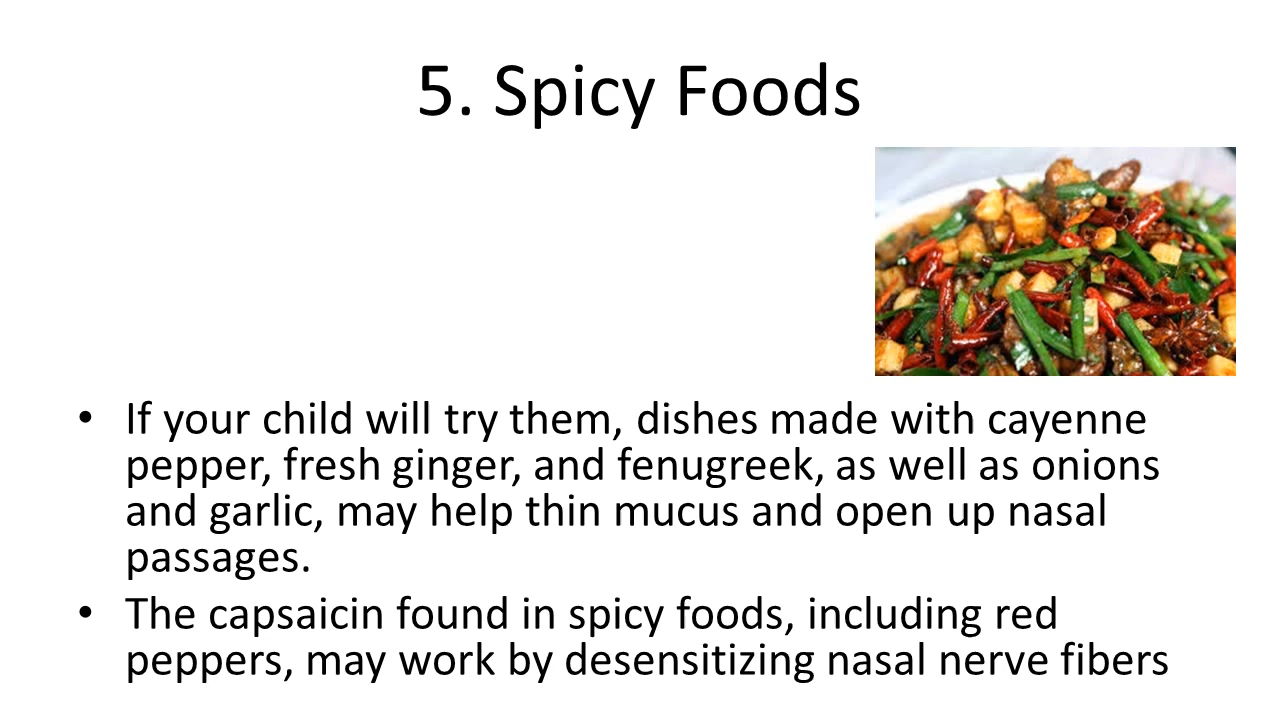 5. Spicy Foods
• If your child will try them, dishes made with cayenne
pepper, fresh ginger, and fenugreek, as well as onions
and garlic, may help thin mucus and open up nasal
passages.
• The capsaicin found in spicy foods, including red
peppers, may work by desensitizing nasal nerve fibers